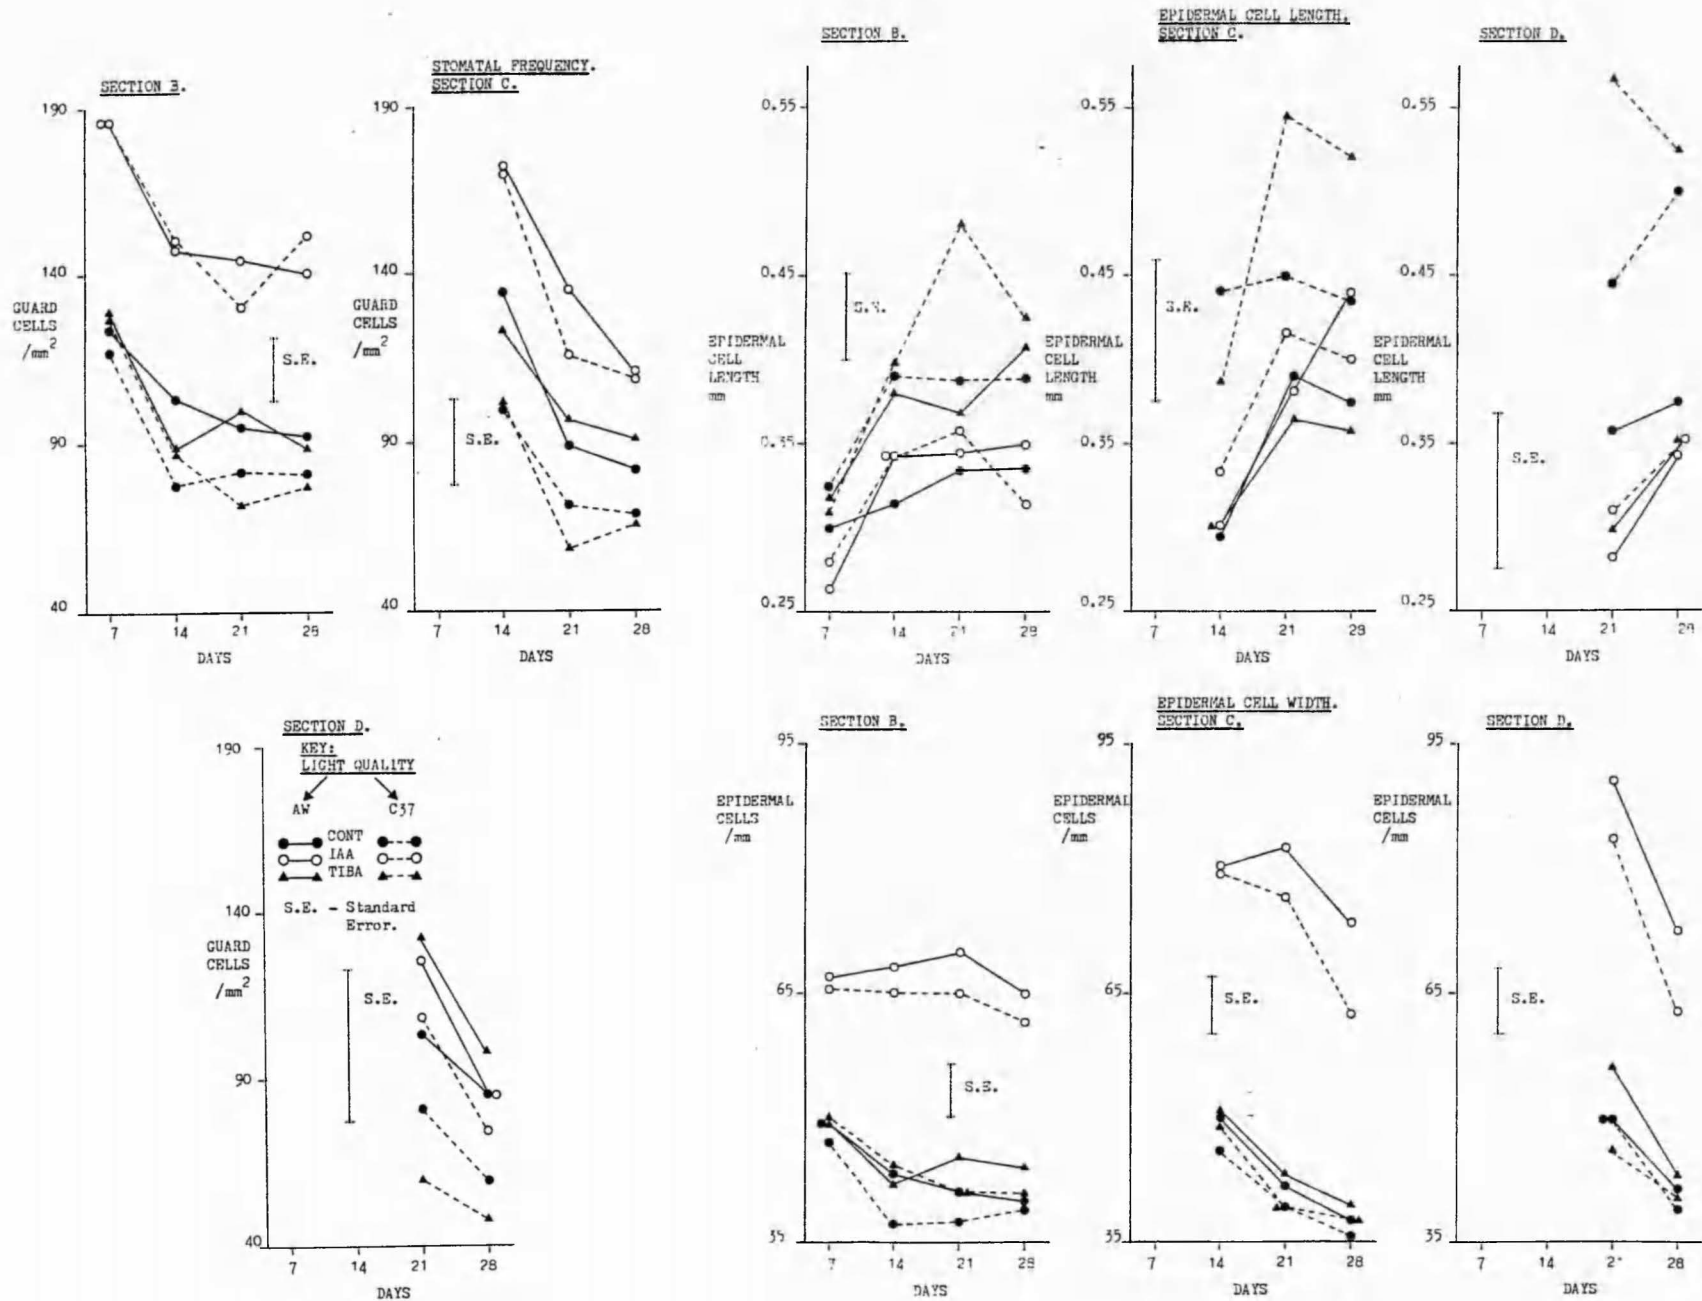 SECTION B.
190
140
90
40
GUARD
CELLS
/mm2
S.E.
7 14 21 28
DAYS
STOMATAL FREQUENCY.
SECTION C.
190
140
90
40
GUARD
CELLS
/mm2
S.E.
7 14 21 28
DAYS
SECTION B.
0.55
0.45
0.35
0.25
EPIDERMAL
CELL
LENGTH
mm
S.E.
7 14 21 28
DAYS
EPIDERMAL CELL LENGTH.
SECTION C.
0.55
0.45
0.35
0.25
EPIDERMAL
CELL
LENGTH
mm
S.E.
7 14 21 28
DAYS
SECTION D.
0.55
0.45
0.35
0.25
EPIDERMAL
CELL
LENGTH
mm
S.E.
7 14 21 28
DAYS
SECTION D.
KEY:
LIGHT QUALITY
AW C37
CONT
IAA
TIBA
S.E. - Standard
Error.
190
140
90
40
GUARD
CELLS
/mm2
S.E.
7 14 21 28
DAYS
SECTION B.
95
65
35
EPIDERMAL
CELLS
/mm
S.E.
7 14 21 28
DAYS
EPIDERMAL CELL WIDTH.
SECTION C.
95
65
35
EPIDERMAL
CELLS
/mm
S.E.
7 14 21 28
DAYS
SECTION D.
95
65
35
EPIDERMAL
CELLS
/mm
S.E.
7 14 28
DAYS